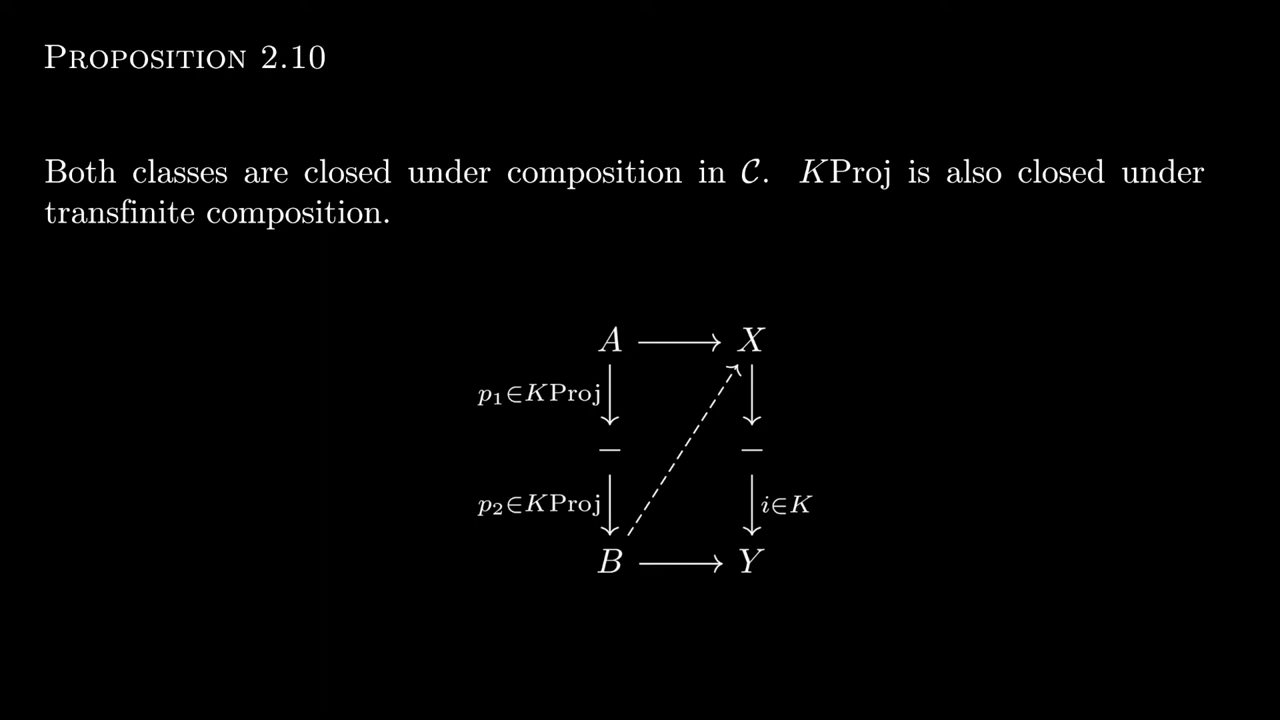 Proposition 2.10
Both classes are closed under composition in 𝒞. KProj is also closed under
transfinite composition.
A X
p₁∈KProj
– –
p₂∈KProj i∈K
B Y